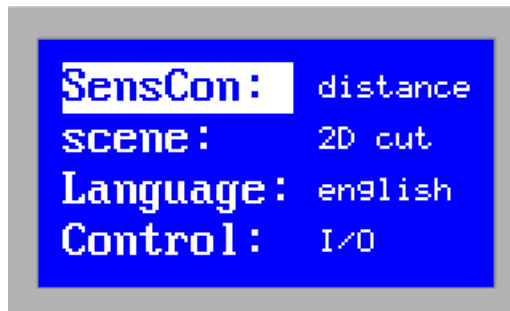 SensCon: distance
scene: 2D cut
Language: english
Control: I/O